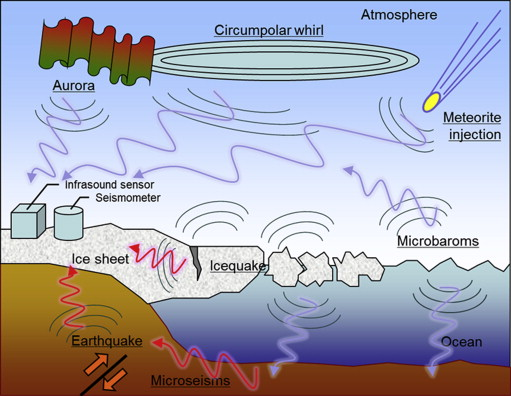 Atmosphere
Circumpolar whirl
Aurora
Meteorite
injection
Infrasound sensor
Seismometer
Microbaroms
Ice sheet
Icequake
Earthquake
Ocean
Microseisms